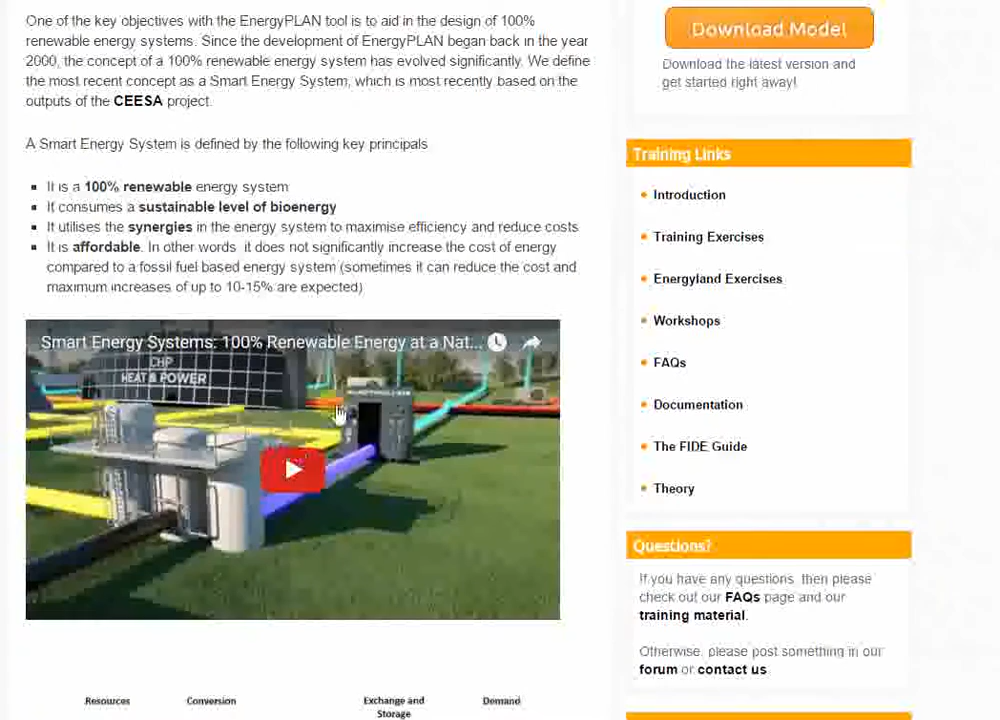 One of the key objectives with the EnergyPLAN tool is to aid in the design of 100%
renewable energy systems. Since the development of EnergyPLAN began back in the year
2000, the concept of a 100% renewable energy system has evolved significantly. We define
the most recent concept as a Smart Energy System, which is most recently based on the
outputs of the CEESA project.
A Smart Energy System is defined by the following key principals
It is a 100% renewable energy system
It consumes a sustainable level of bioenergy
It utilises the synergies in the energy system to maximise efficiency and reduce costs
It is affordable. In other words it does not significantly increase the cost of energy
compared to a fossil fuel based energy system (sometimes it can reduce the cost and
maximum increases of up to 10-15% are expected)
Smart Energy Systems: 100% Renewable Energy at a Nat...
CHP
HEAT & POWER
Resources
Conversion
Exchange and
Storage
Demand
Download Model
Download the latest version and
get started right away!
Training Links
Introduction
Training Exercises
Energyland Exercises
Workshops
FAQs
Documentation
The FIDE Guide
Theory
Questions?
If you have any questions then please
check out our FAQs page and our
training material.
Otherwise, please post something in our
forum or contact us